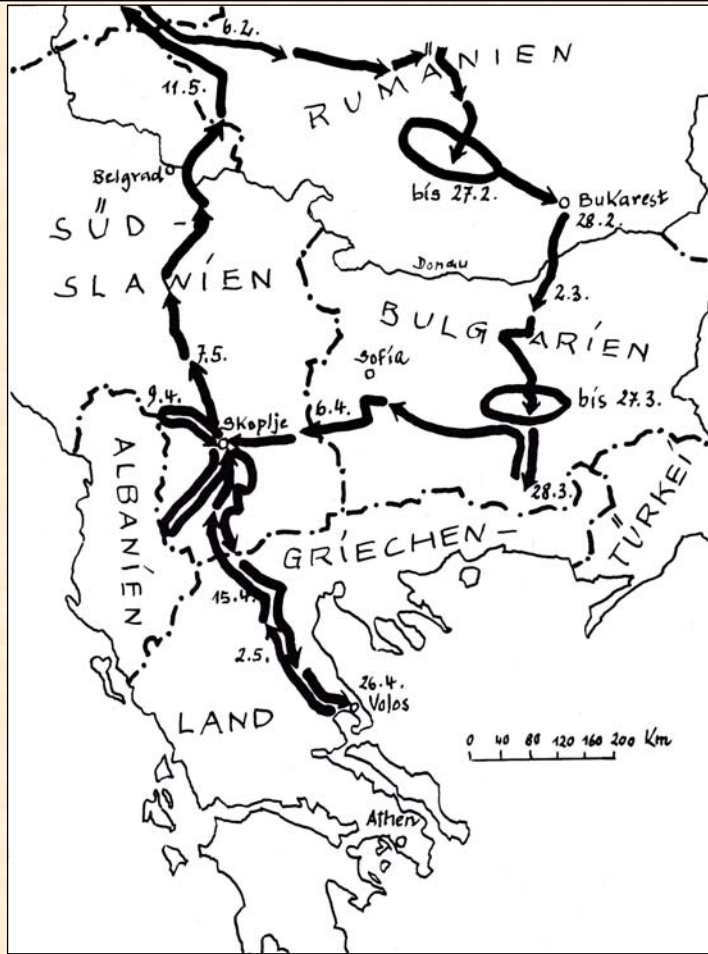 6.2.
RUMÄNIEN
11.5.
Belgrad
bis 27.2.
Bukarest
28.2.
SÜD-
SLAWIEN
Donau
2.3.
BULGARIEN
Sofia
7.5.
9.4.
6.4.
bis 27.3.
Skoplje
ALBANIEN
28.3.
TÜRKEI
GRIECHEN-
15.4.
2.5.
26.4.
Volos
LAND
0 40 80 120 160 200 Km
Athen